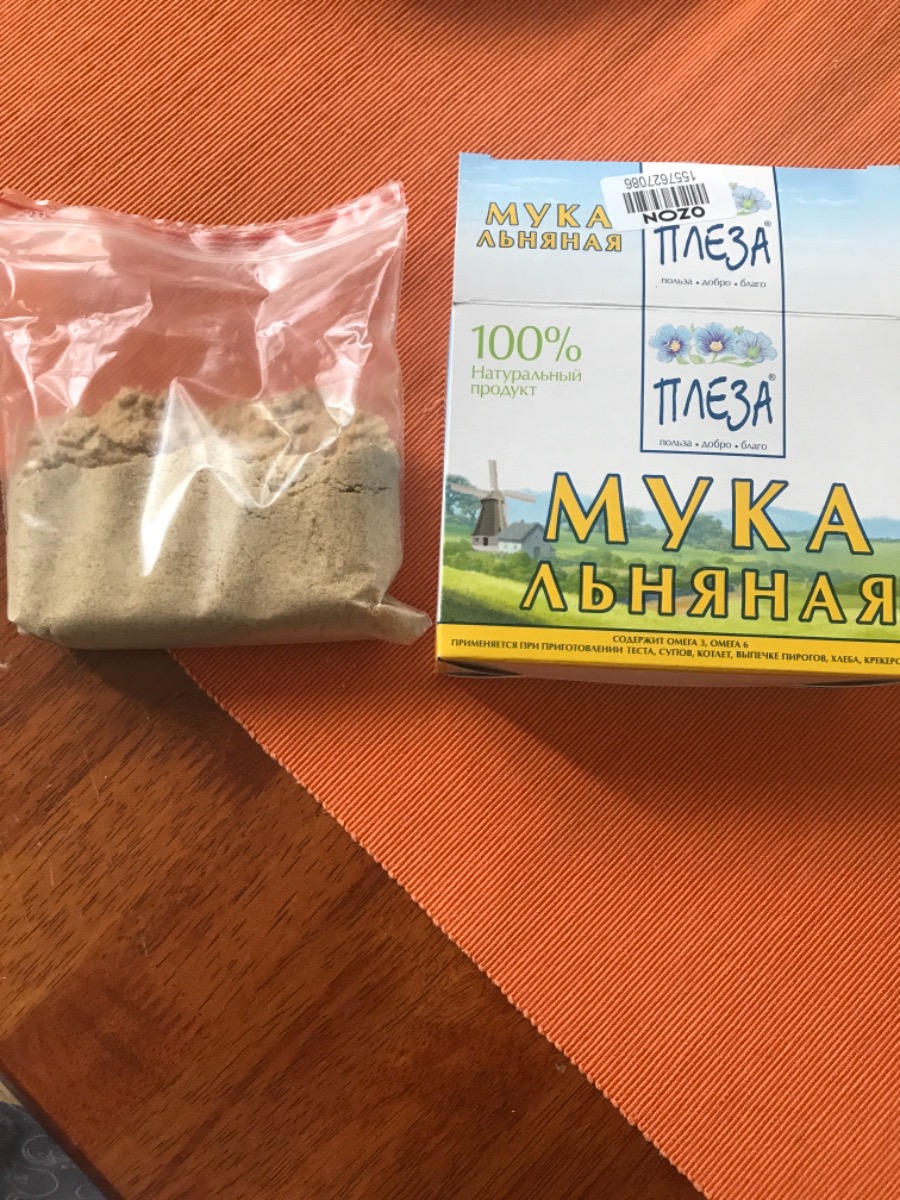 МУКА
ЛЬНЯНАЯ
1557627086
OZON
ПЛЕЗА®
польза • добро • благо
100%
Натуральный
продукт
ПЛЕЗА®
польза • добро • благо
МУКА
ЛЬНЯНАЯ
СОДЕРЖИТ ОМЕГА 3, ОМЕГА 6
ПРИМЕНЯЕТСЯ ПРИ ПРИГОТОВЛЕНИИ ТЕСТА, СУПОВ, КОТЛЕТ, ВЫПЕЧКЕ ПИРОГОВ, ХЛЕБА, КРЕКЕРО